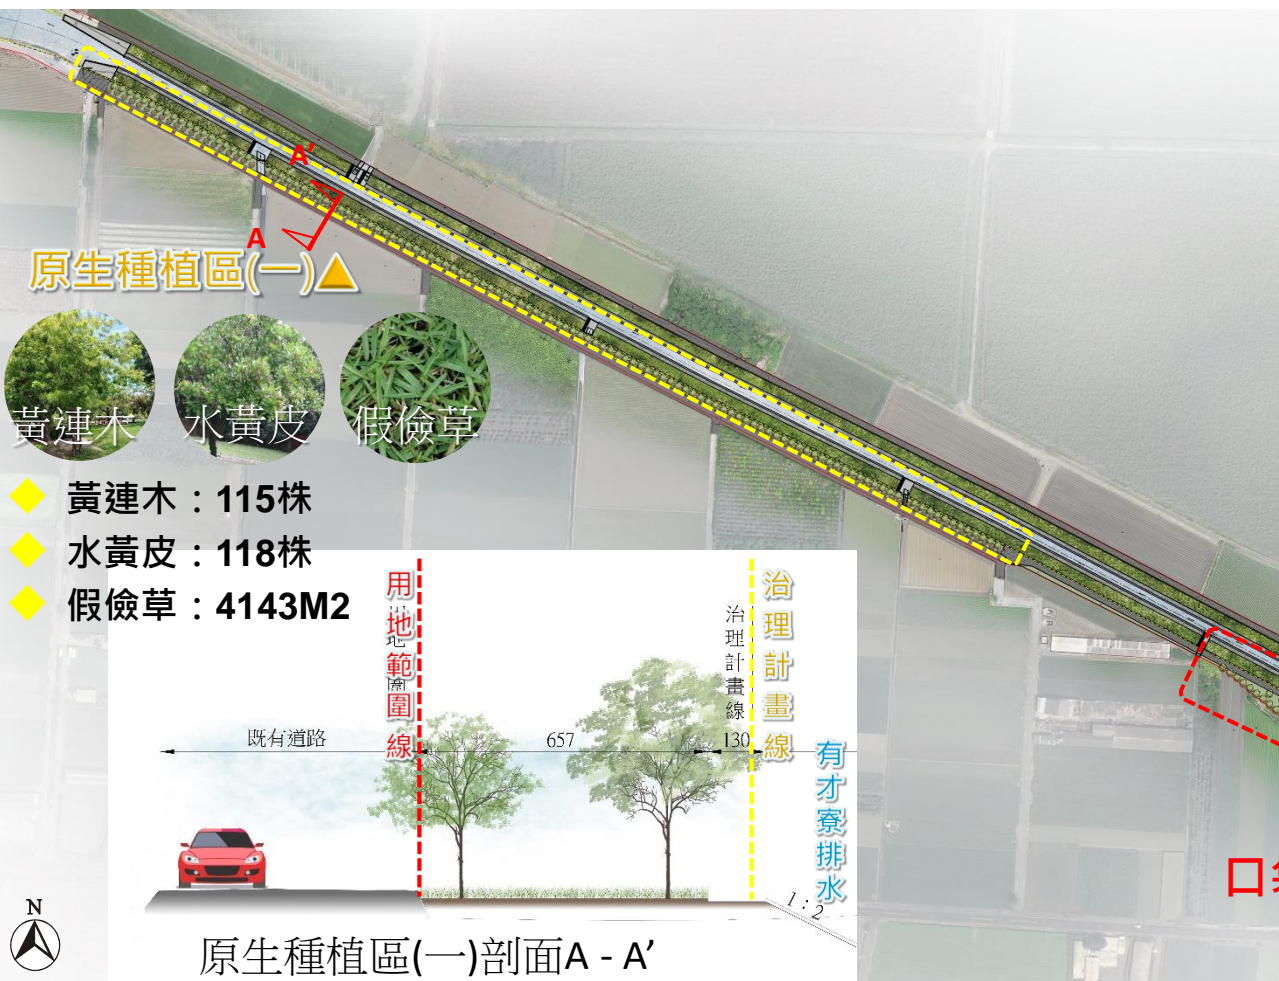 A’
A
原生種植區(一)▲
黃連木
水黃皮
假儉草
黃連木：115株
水黃皮：118株
假儉草：4143M2
用地範圍線
治理計畫線
治理計畫線
既有道路
657
130
有才寮排水
1:2
N
原生種植區(一)剖面A - A’
口